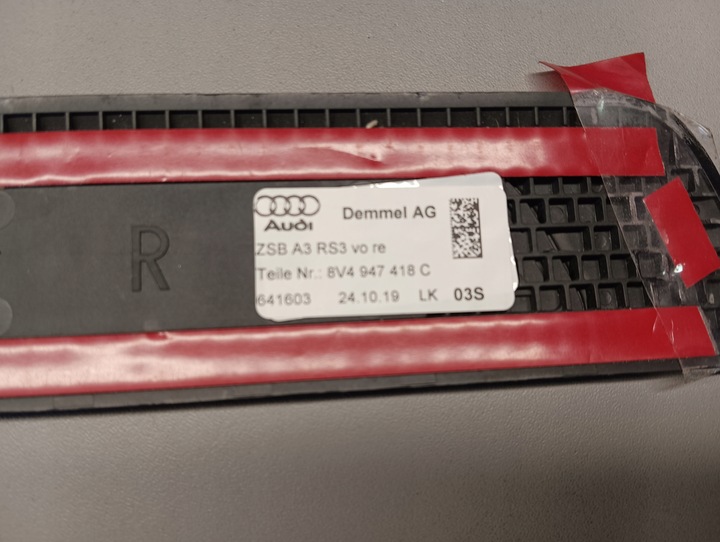 R
Audi
Demmel AG
ZSB A3 RS3 vo re
Teile Nr.: 8V4 947 418 C
641603 24.10.19 LK 03S